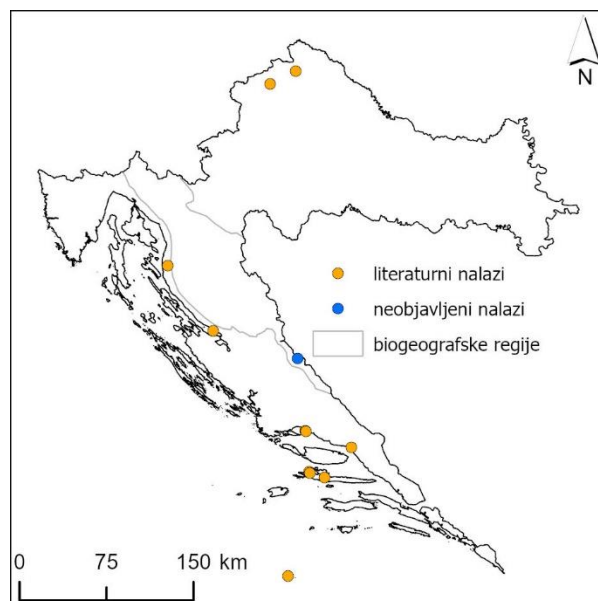 N
literaturni nalazi
neobjavljeni nalazi
biogeografske regije
0 75 150 km